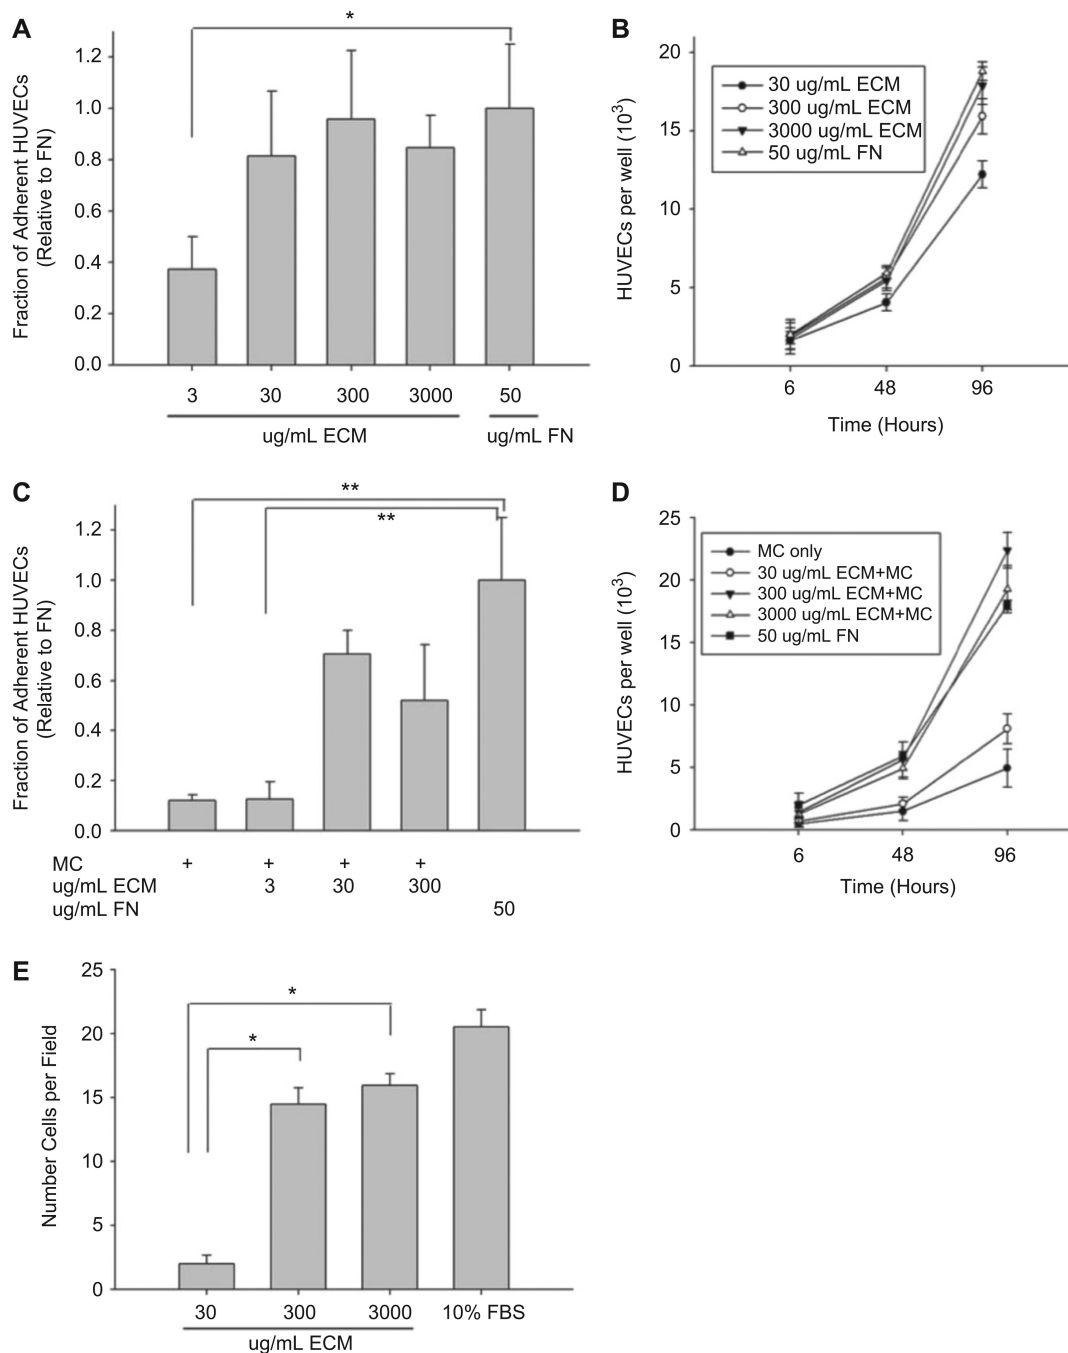 A
*
Fraction of Adherent HUVECs
(Relative to FN)
1.2
1.0
0.8
0.6
0.4
0.2
0.0
3 30 300 3000 50
ug/mL ECM ug/mL FN
B
HUVECs per well (10³)
20
15
10
5
0
30 ug/mL ECM
300 ug/mL ECM
3000 ug/mL ECM
50 ug/mL FN
6 48 96
Time (Hours)
C
**
**
Fraction of Adherent HUVECs
(Relative to FN)
1.2
1.0
0.8
0.6
0.4
0.2
0.0
MC + + + +
ug/mL ECM 3 30 300
ug/mL FN 50
D
HUVECs per well (10³)
25
20
15
10
5
0
MC only
30 ug/mL ECM+MC
300 ug/mL ECM+MC
3000 ug/mL ECM+MC
50 ug/mL FN
6 48 96
Time (Hours)
E
Number Cells per Field
25
20
15
10
5
0
*
*
30 300 3000 10% FBS
ug/mL ECM